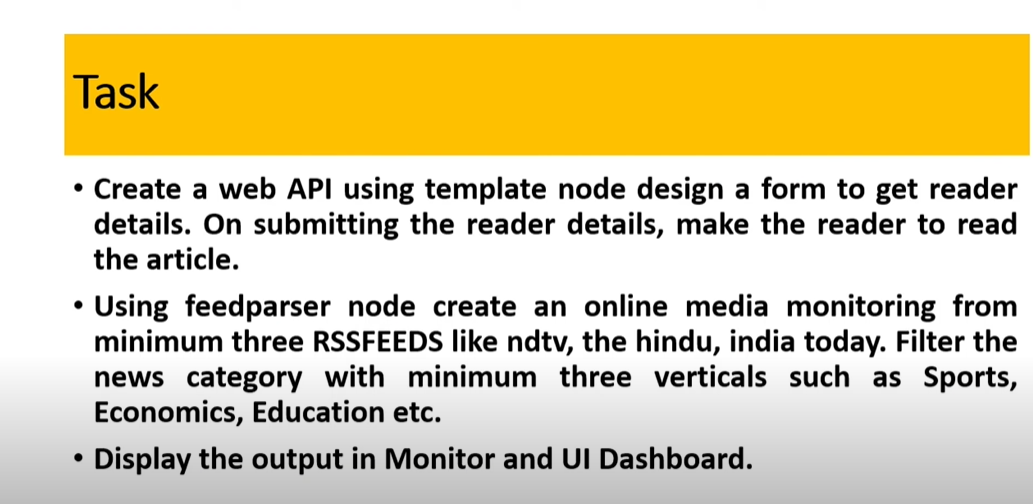 Task
• Create a web API using template node design a form to get reader
details. On submitting the reader details, make the reader to read
the article.
• Using feedparser node create an online media monitoring from
minimum three RSSFEEDS like ndtv, the hindu, india today. Filter the
news category with minimum three verticals such as Sports,
Economics, Education etc.
• Display the output in Monitor and UI Dashboard.